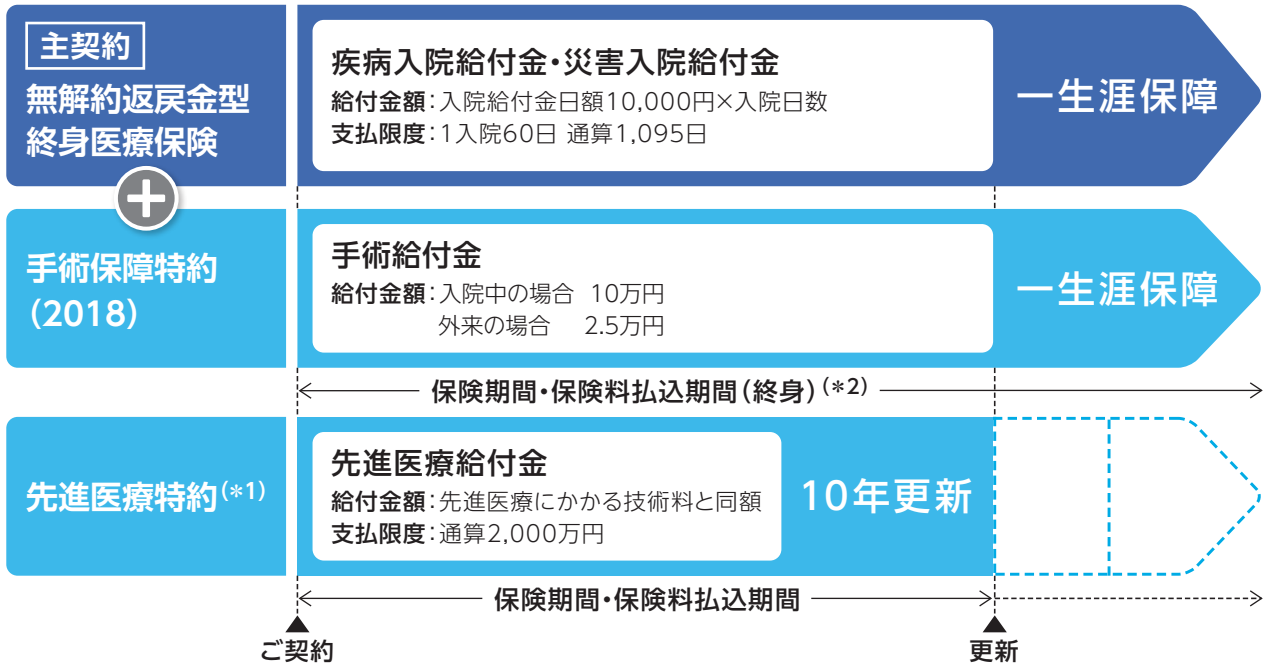 主契約
無解約返戻金型
終身医療保険
疾病入院給付金・災害入院給付金
給付金額：入院給付金日額10,000円×入院日数
支払限度：1入院60日 通算1,095日
一生涯保障
手術保障特約
（2018）
手術給付金
給付金額：入院中の場合 10万円
外来の場合 2.5万円
一生涯保障
保険期間・保険料払込期間（終身）(*2)
先進医療特約(*1)
先進医療給付金
給付金額：先進医療にかかる技術料と同額
支払限度：通算2,000万円
10年更新
保険期間・保険料払込期間
ご契約
更新